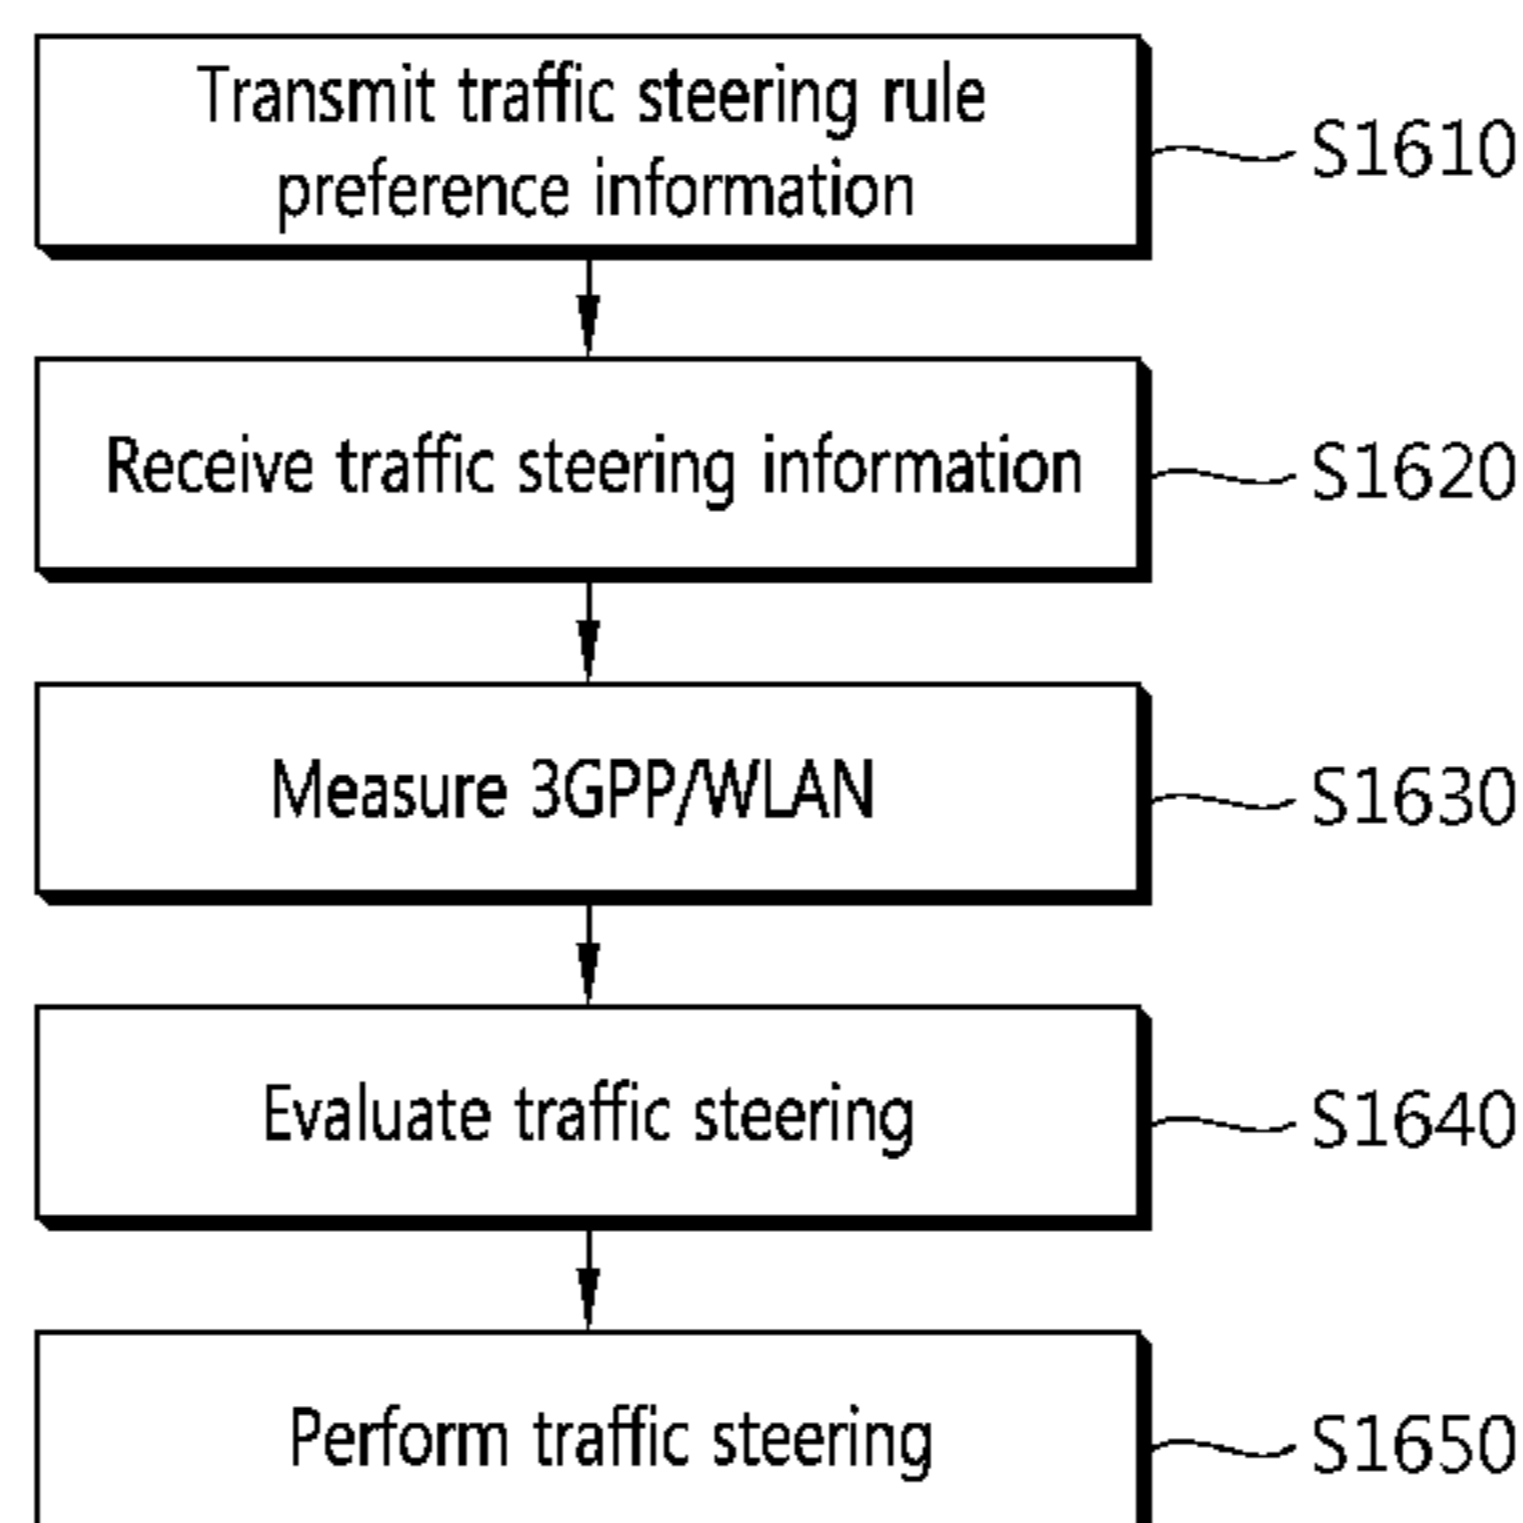 Transmit traffic steering rule
preference information
S1610
Receive traffic steering information
S1620
Measure 3GPP/WLAN
S1630
Evaluate traffic steering
S1640
Perform traffic steering
S1650